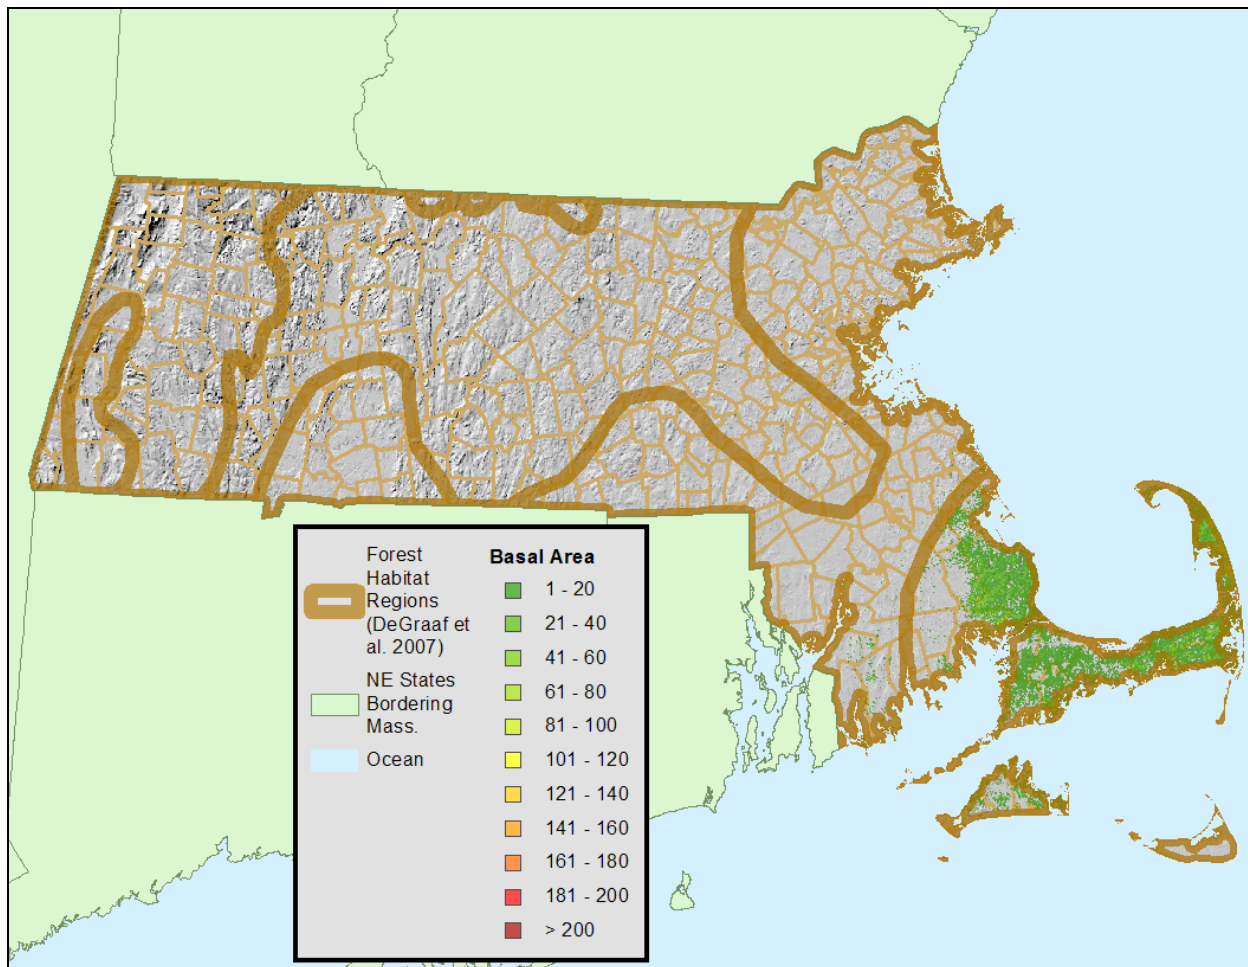 Forest
Habitat
Regions
(DeGraaf et
al. 2007)
NE States
Bordering
Mass.
Ocean
Basal Area
1 - 20
21 - 40
41 - 60
61 - 80
81 - 100
101 - 120
121 - 140
141 - 160
161 - 180
181 - 200
> 200